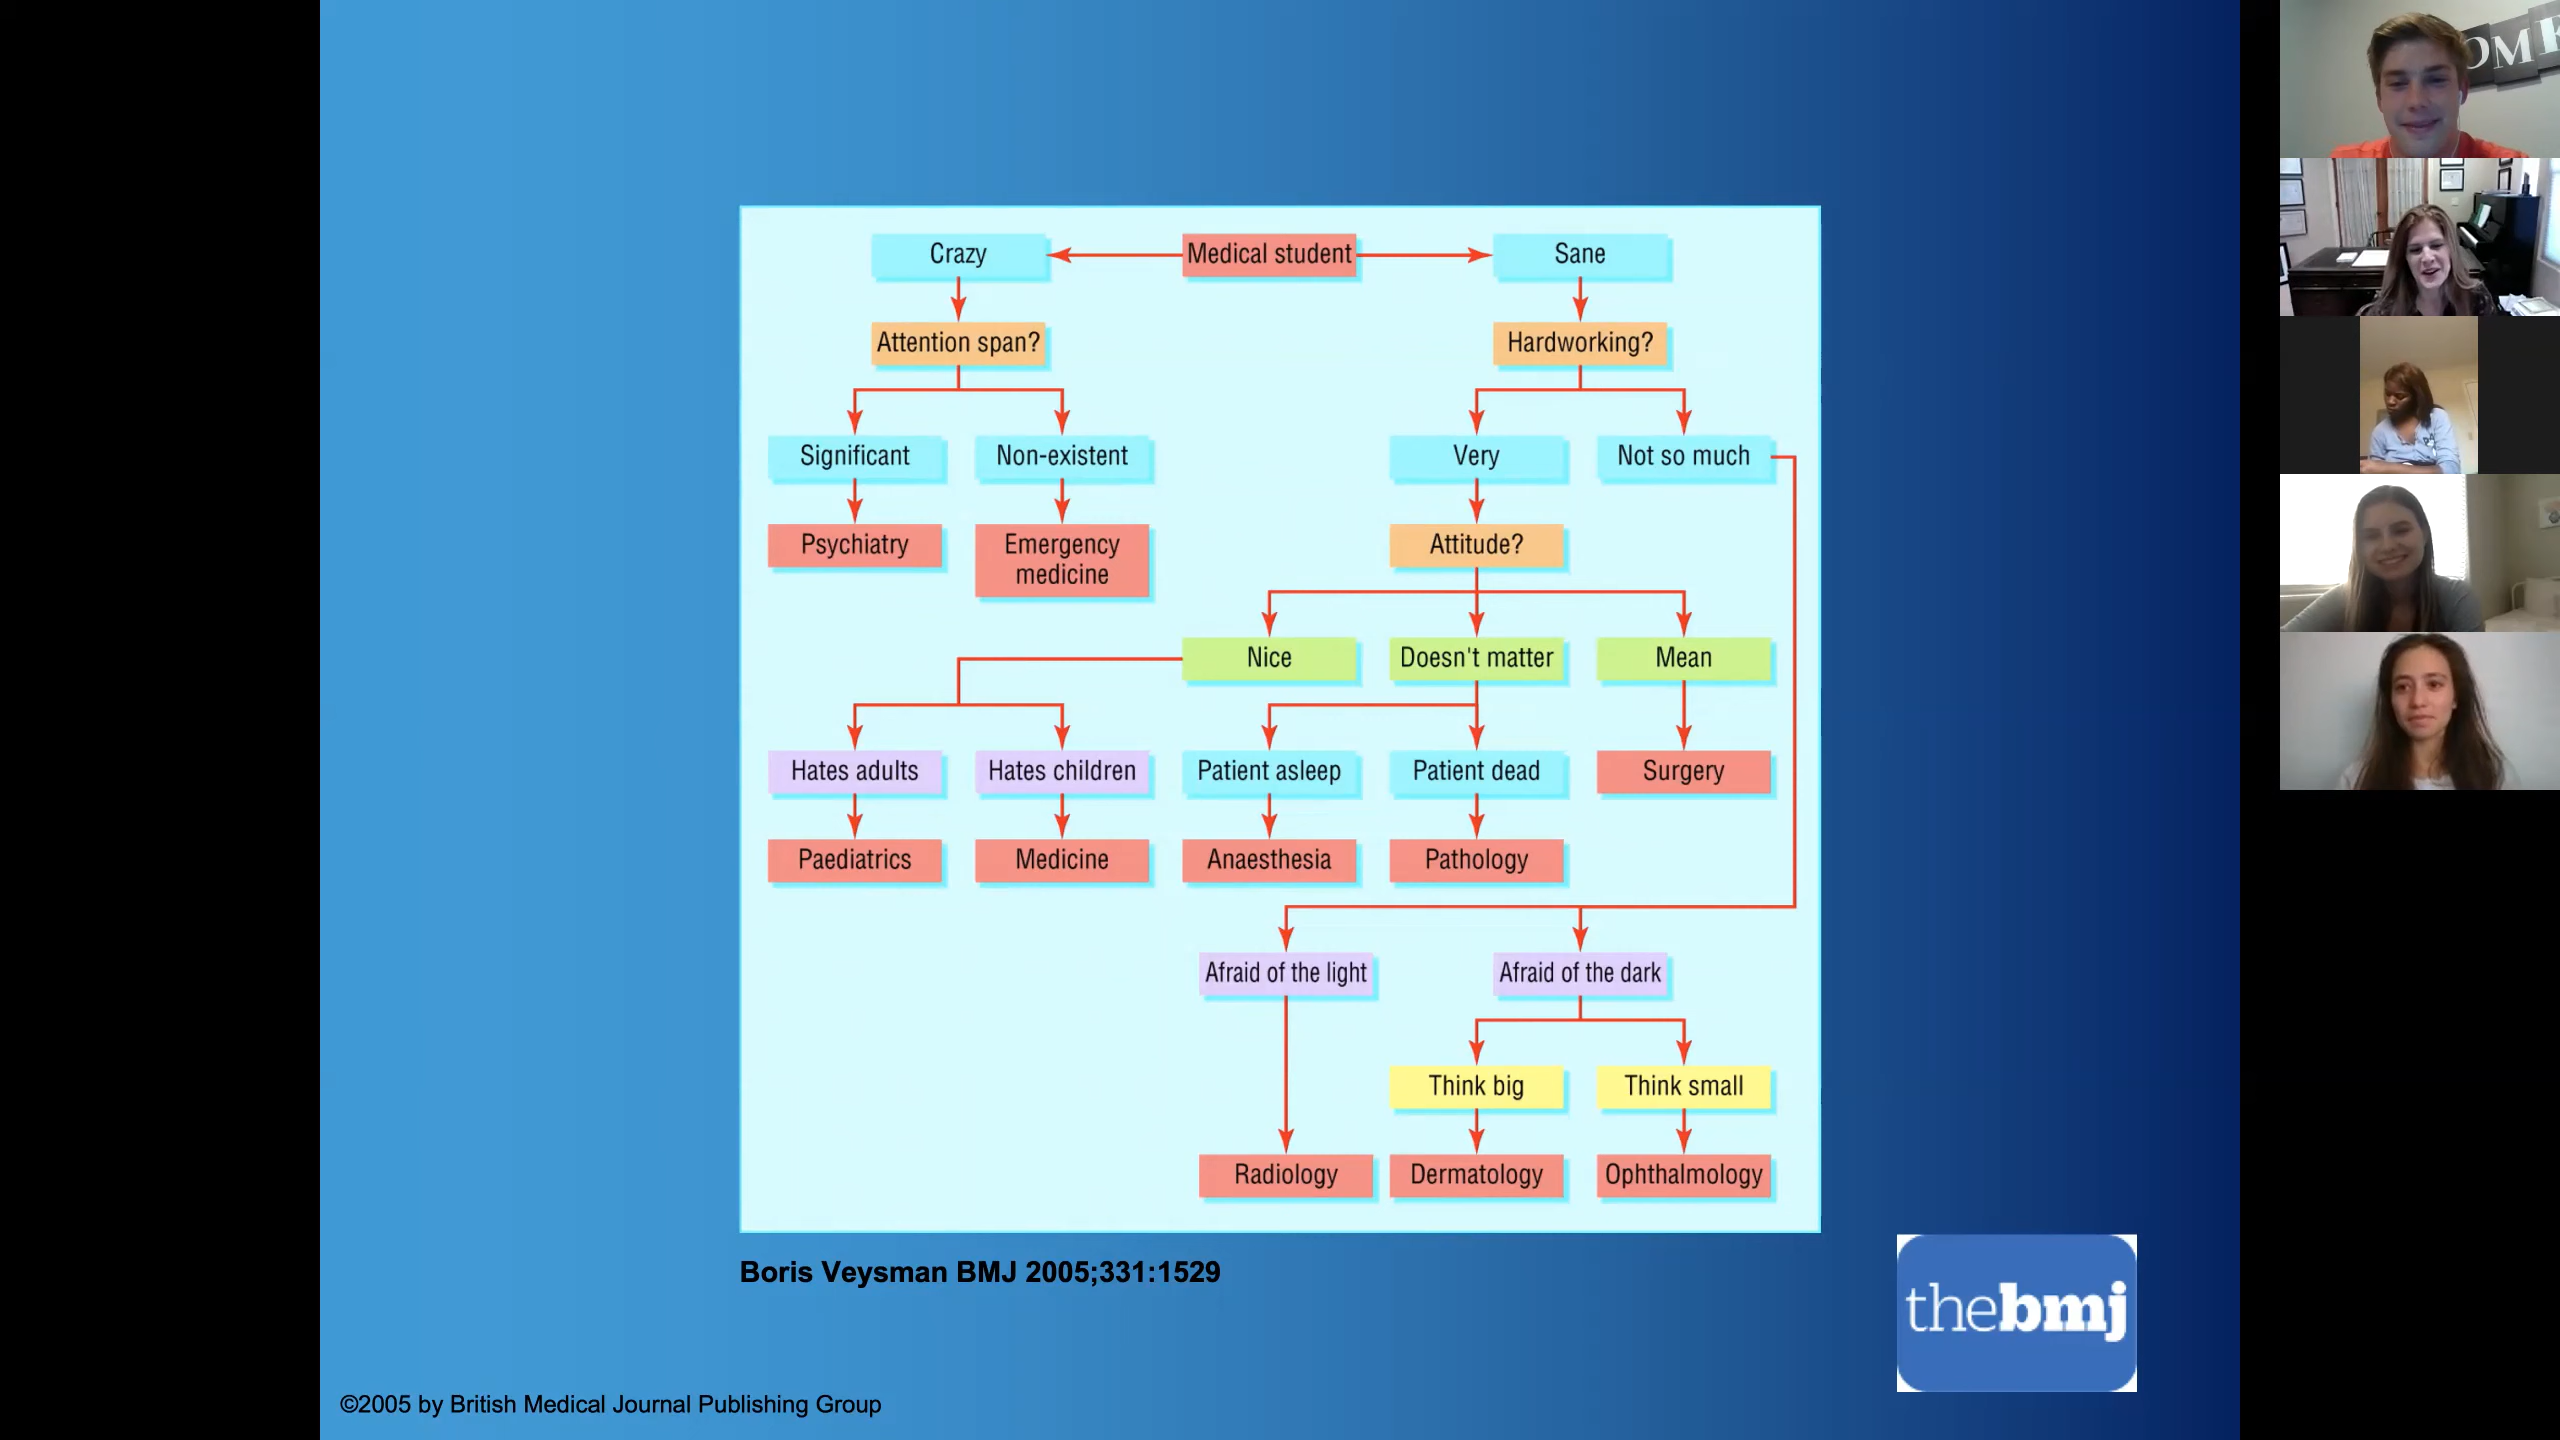 Crazy
Medical student
Sane
Attention span?
Hardworking?
Significant
Non-existent
Very
Not so much
Psychiatry
Emergency
medicine
Attitude?
Nice
Doesn't matter
Mean
Hates adults
Hates children
Patient asleep
Patient dead
Surgery
Paediatrics
Medicine
Anaesthesia
Pathology
Afraid of the light
Afraid of the dark
Think big
Think small
Radiology
Dermatology
Ophthalmology
Boris Veysman BMJ 2005;331:1529
thebmj
©2005 by British Medical Journal Publishing Group